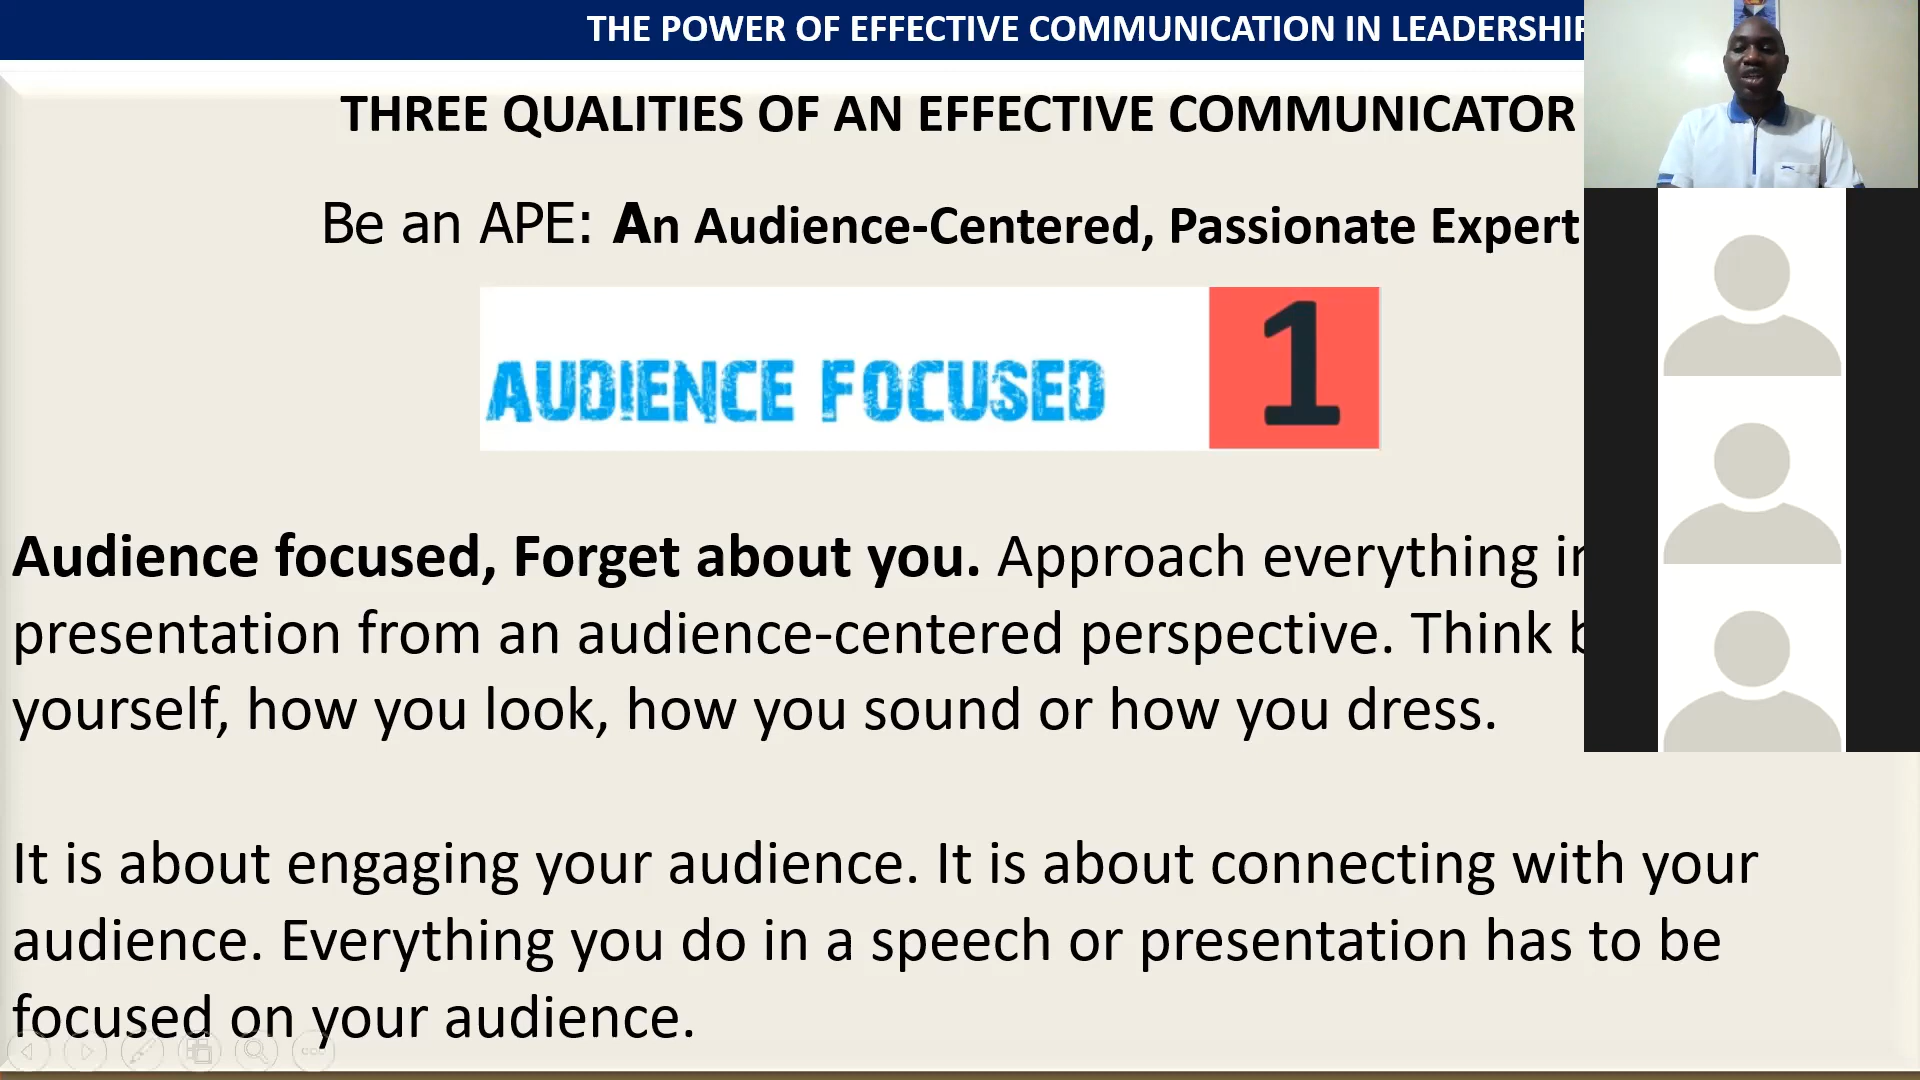 THE POWER OF EFFECTIVE COMMUNICATION IN LEADERSHIP
THREE QUALITIES OF AN EFFECTIVE COMMUNICATOR
Be an APE: An Audience-Centered, Passionate Expert
AUDIENCE FOCUSED
1
Audience focused, Forget about you. Approach everything
presentation from an audience-centered perspective. Think
yourself, how you look, how you sound or how you dress.
It is about engaging your audience. It is about connecting with your
audience. Everything you do in a speech or presentation has to be
focused on your audience.